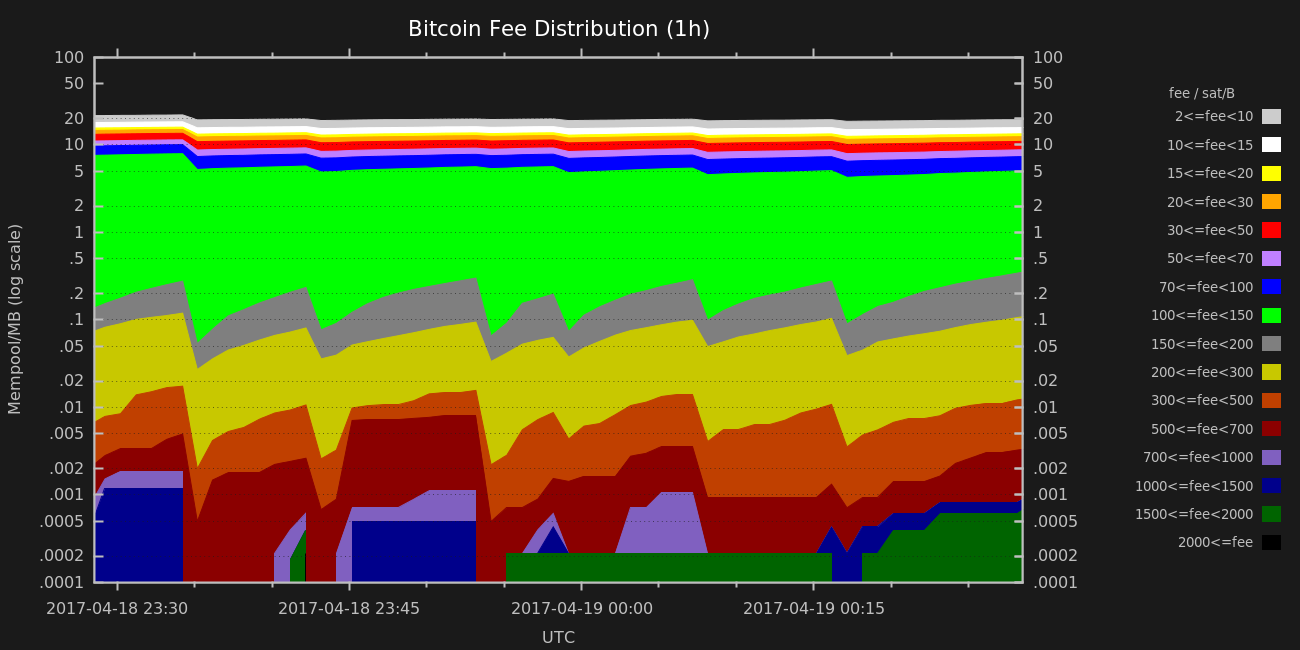 Bitcoin Fee Distribution (1h)
100
50
20
10
5
2
1
.5
.2
.1
.05
.02
.01
.005
.002
.001
.0005
.0002
.0001
Mempool/MB (log scale)
100
50
20
10
5
2
1
.5
.2
.1
.05
.02
.01
.005
.002
.001
.0005
.0002
.0001
2017-04-18 23:30
2017-04-18 23:45
2017-04-19 00:00
2017-04-19 00:15
UTC
fee / sat/B
2<=fee<10
10<=fee<15
15<=fee<20
20<=fee<30
30<=fee<50
50<=fee<70
70<=fee<100
100<=fee<150
150<=fee<200
200<=fee<300
300<=fee<500
500<=fee<700
700<=fee<1000
1000<=fee<1500
1500<=fee<2000
2000<=fee